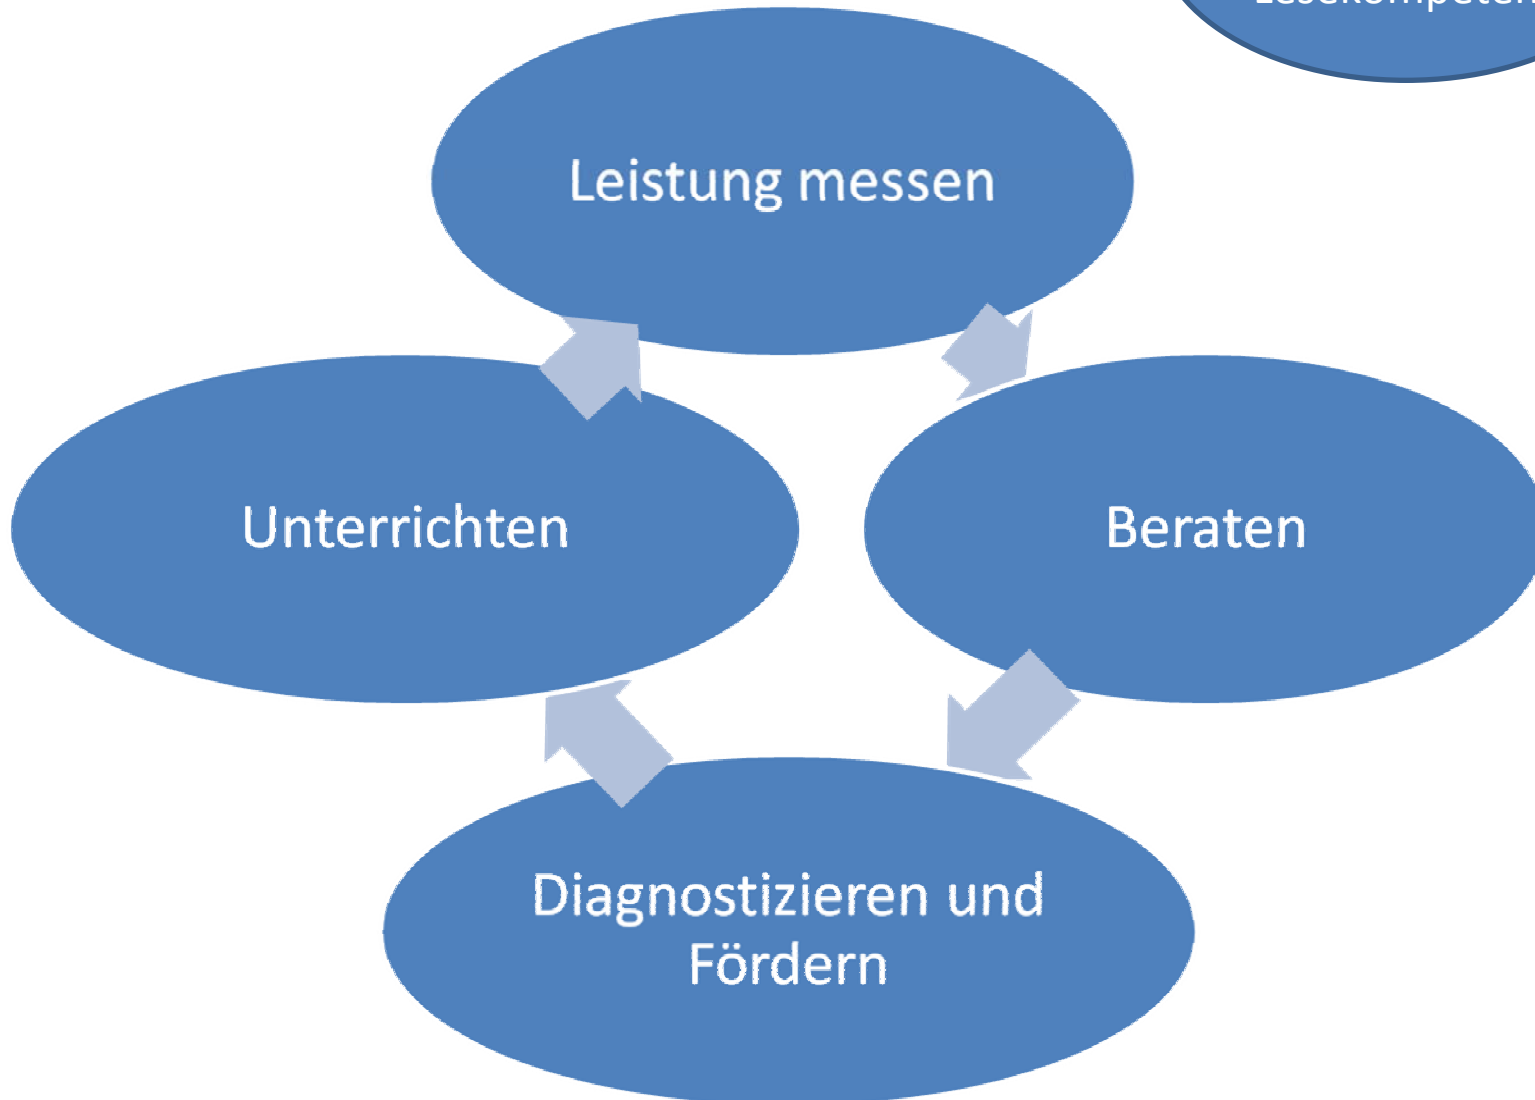 Leistung messen
Unterrichten
Beraten
Diagnostizieren und
Fördern